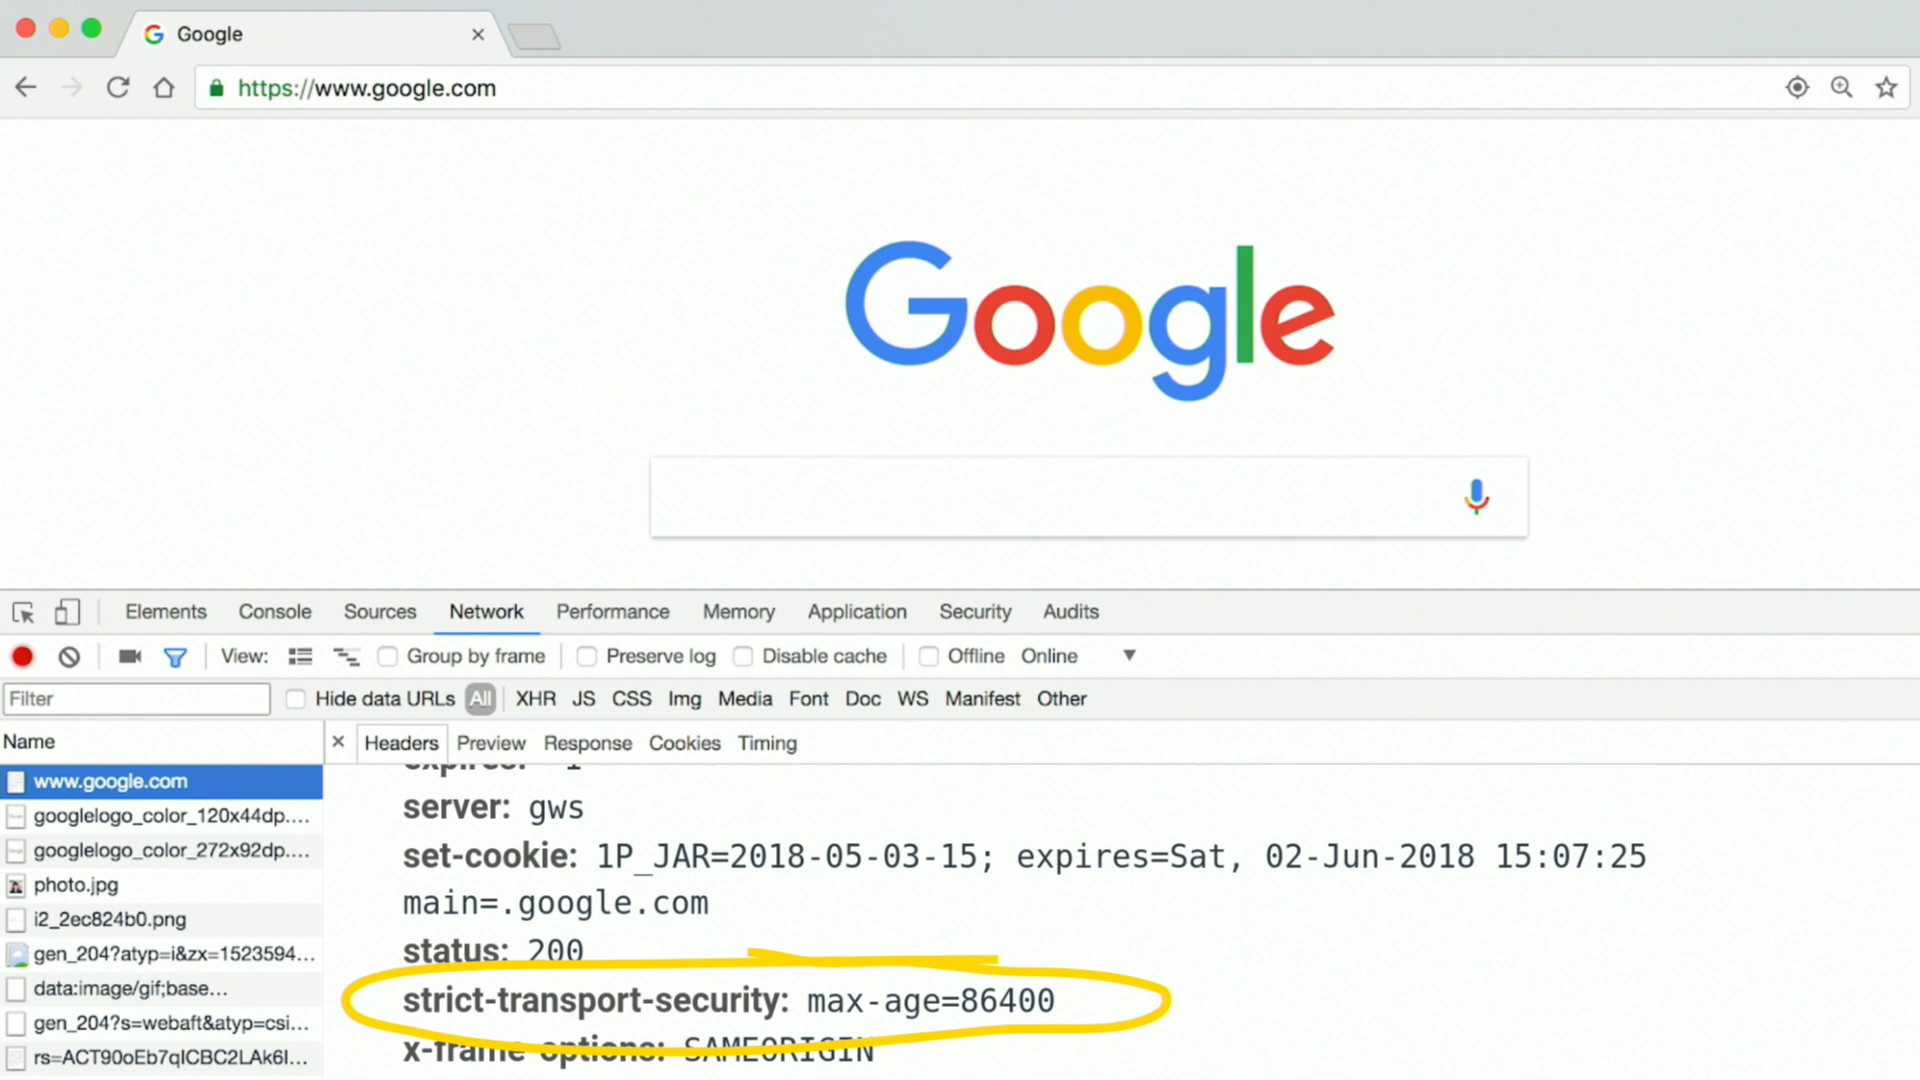 Google
https://www.google.com
Google
Elements Console Sources Network Performance Memory Application Security Audits
View: Group by frame Preserve log Disable cache Offline Online
Filter Hide data URLs All XHR JS CSS Img Media Font Doc WS Manifest Other
Name Headers Preview Response Cookies Timing
expires: -1
www.google.com
server: gws
googlelogo_color_120x44dp....
googlelogo_color_272x92dp....
set-cookie: 1P_JAR=2018-05-03-15; expires=Sat, 02-Jun-2018 15:07:25
photo.jpg
main=.google.com
i2_2ec824b0.png
gen_204?atyp=i&zx=1523594...
status: 200
data:image/gif;base...
strict-transport-security: max-age=86400
gen_204?s=webaft&atyp=csi...
x-frame-options: SAMEORIGIN
rs=ACT90oEb7qICBC2LAk6I...